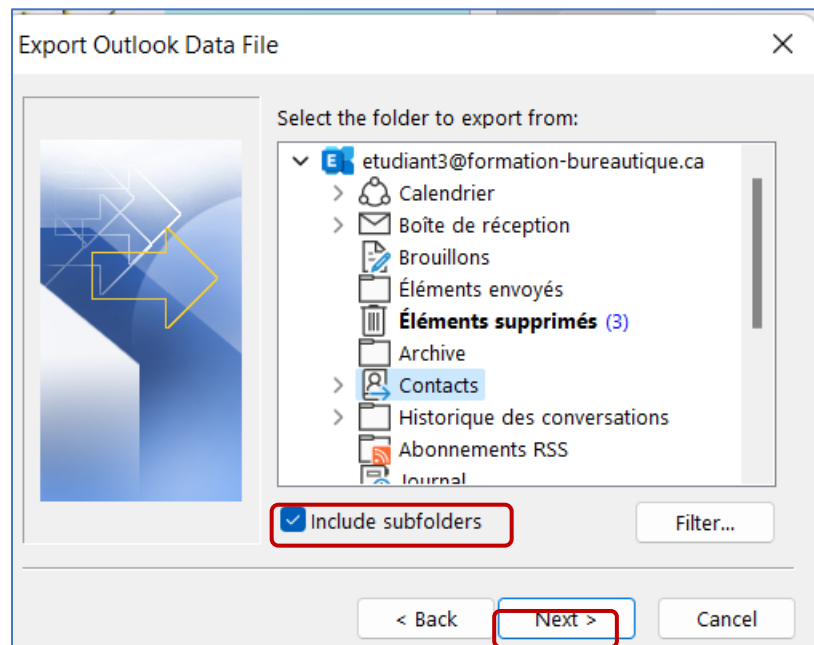 Export Outlook Data File
Select the folder to export from:
etudiant3@formation-bureautique.ca
Calendrier
Boîte de réception
Brouillons
Éléments envoyés
Éléments supprimés (3)
Archive
Contacts
Historique des conversations
Abonnements RSS
Journal
Include subfolders
Filter...
< Back
Next >
Cancel